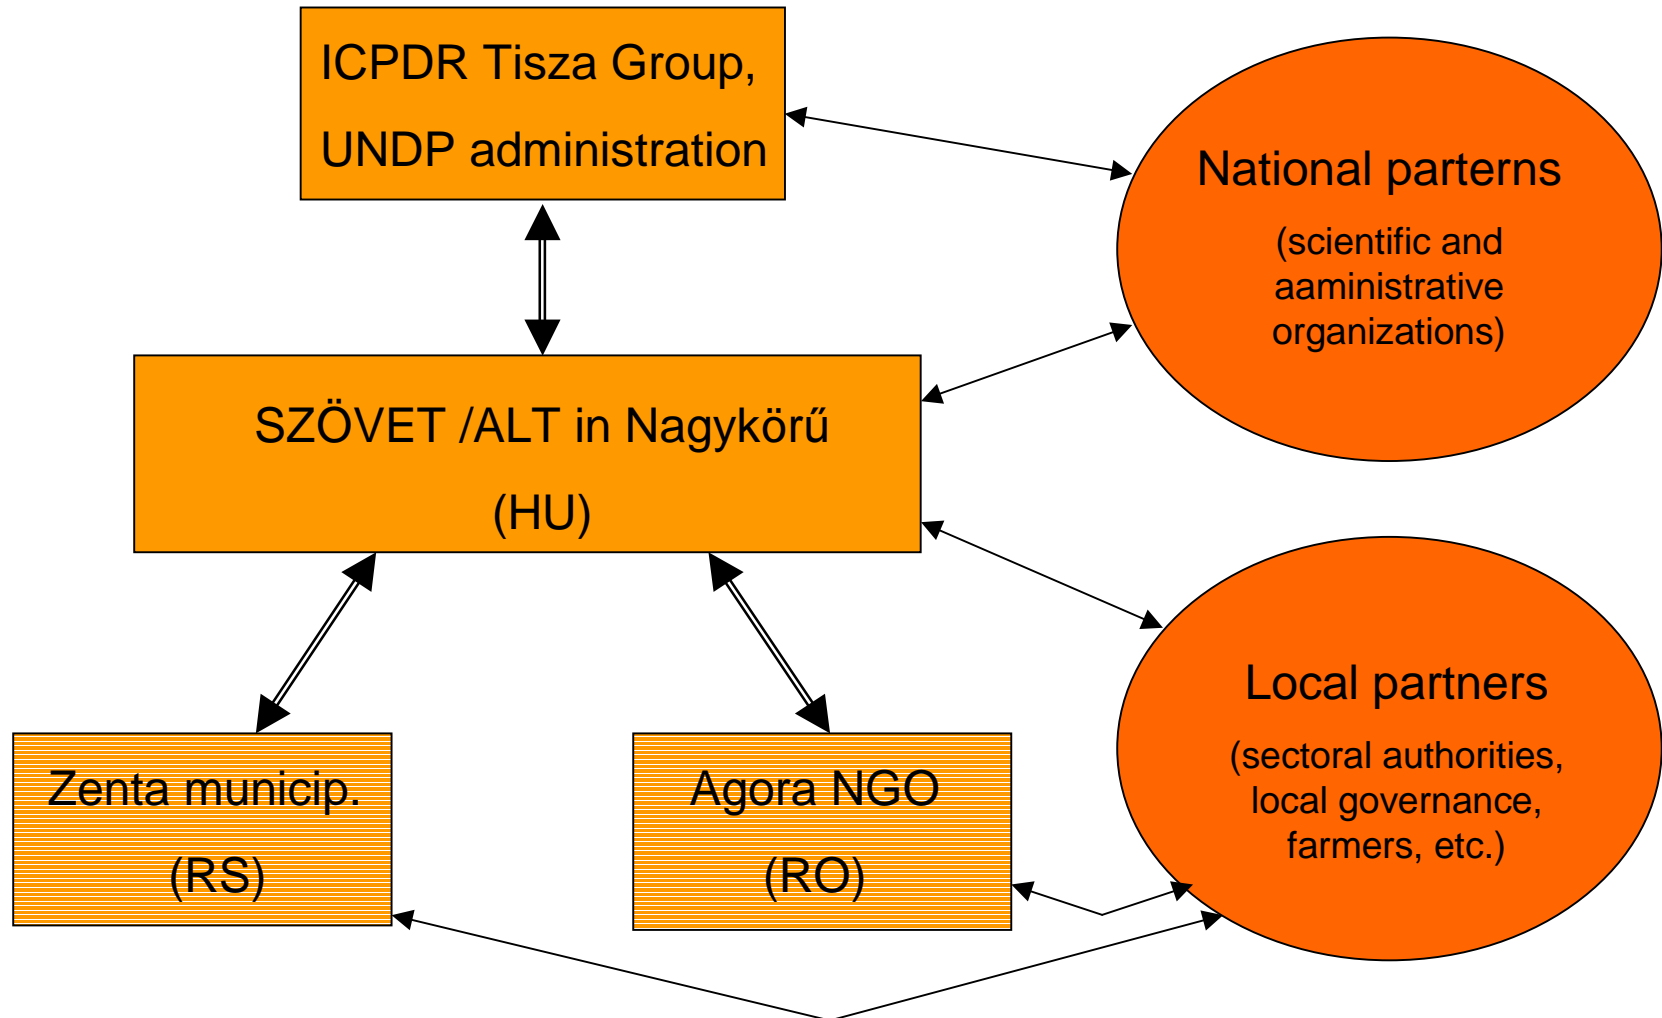 ICPDR Tisza Group,
UNDP administration
National parterns
(scientific and
aaministrative
organizations)
SZÖVET /ALT in Nagykörű
(HU)
Local partners
(sectoral authorities,
local governance,
farmers, etc.)
Zenta municip.
(RS)
Agora NGO
(RO)